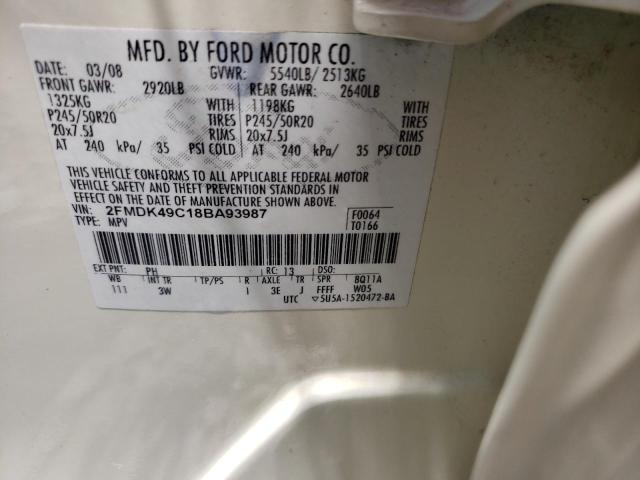 MFD. BY FORD MOTOR CO.
DATE: 03/08 GVWR: 5540LB/ 2513KG
FRONT GAWR: 2920LB REAR GAWR: 2640LB
1325KG WITH 1198KG WITH
P245/50R20 TIRES P245/50R20 TIRES
20x7.5J RIMS 20x7.5J RIMS
AT 240 kPa/ 35 PSI COLD AT 240 kPa/ 35 PSI COLD
THIS VEHICLE CONFORMS TO ALL APPLICABLE FEDERAL MOTOR
VEHICLE SAFETY AND THEFT PREVENTION STANDARDS IN
EFFECT ON THE DATE OF MANUFACTURE SHOWN ABOVE.
VIN: 2FMDK49C18BA93987 F0064
TYPE: MPV T0166
EXT PNT: PH RC: 13 DSO:
WB INT TR TP/PS R AXLE TR SPR 8Q11A
111 3W I 3E J FFFF W05
UTC ▽5U5A-1520472-BA